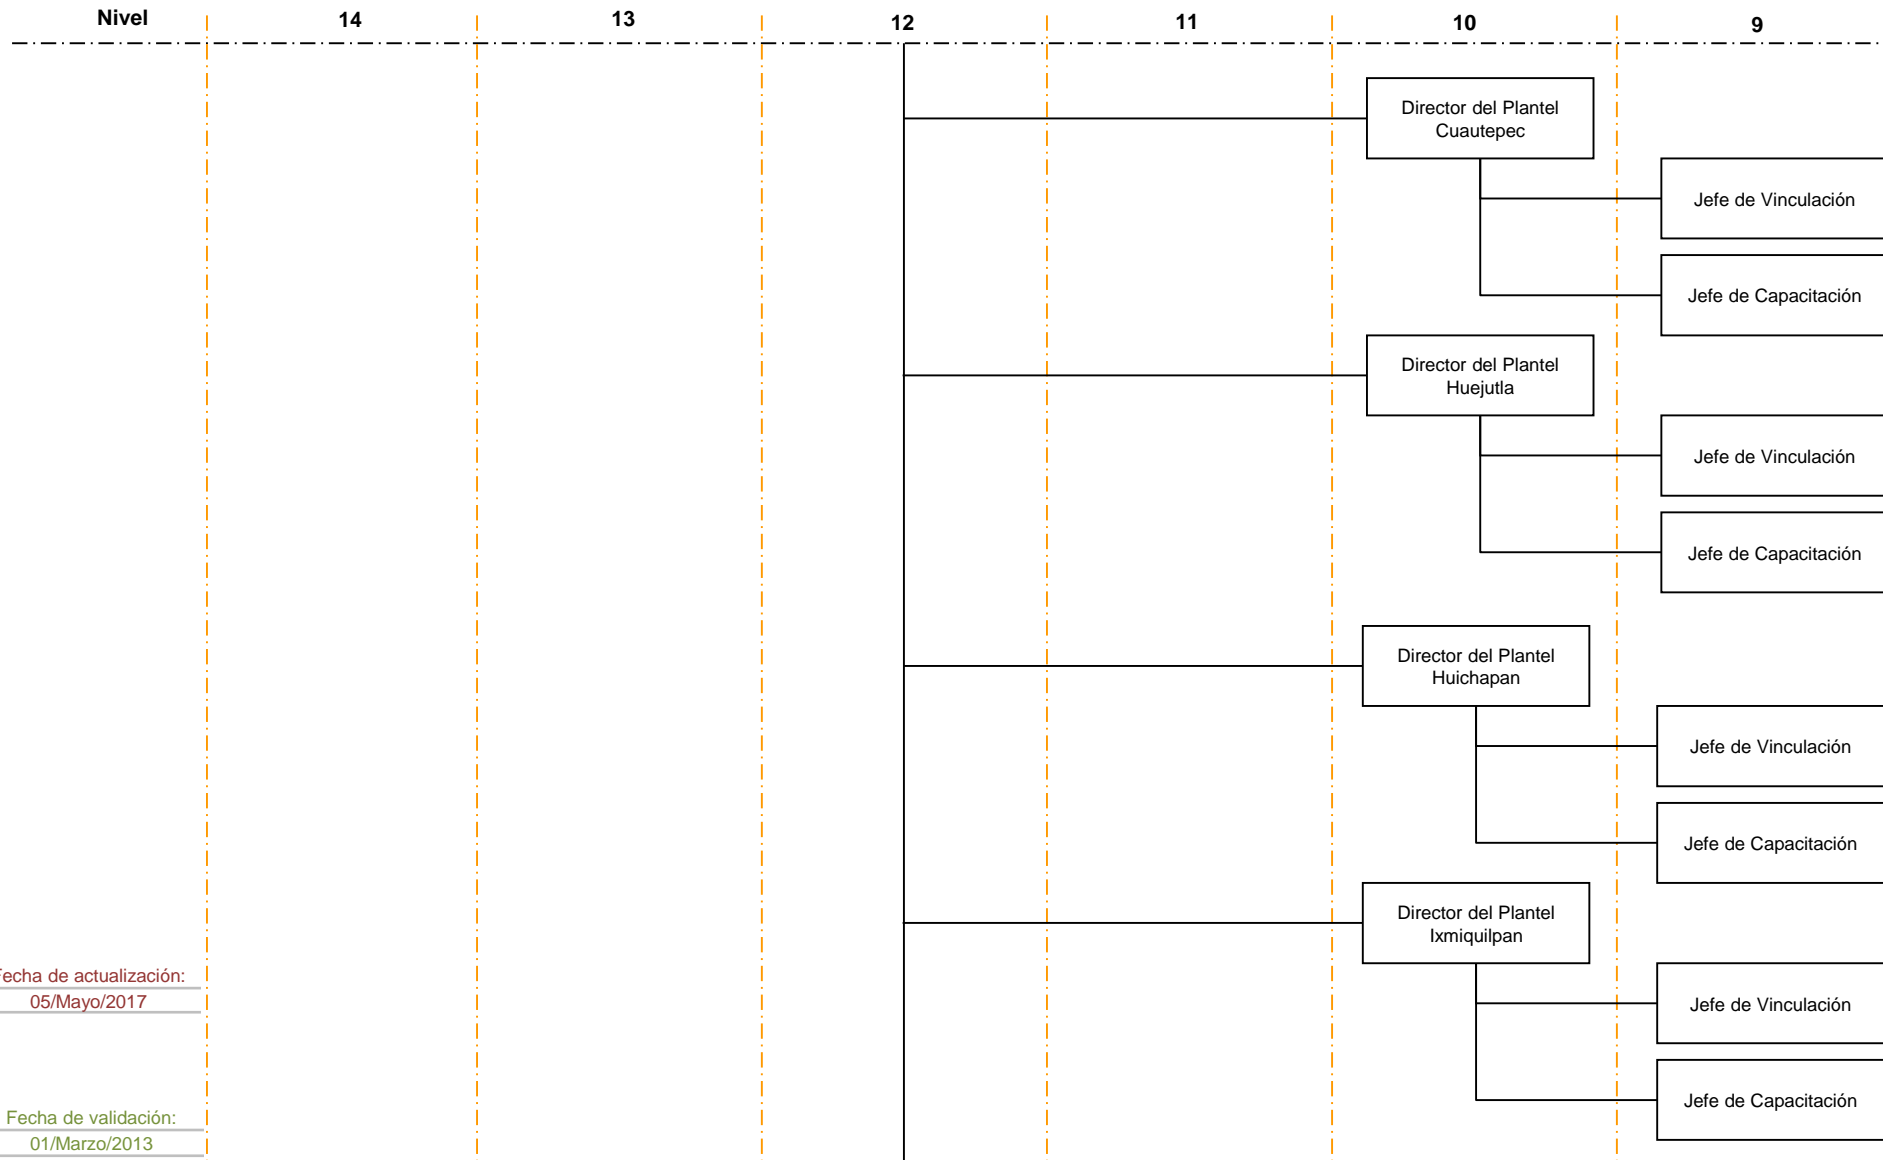 Nivel 14 13 12 11 10 9
Director del Plantel
Cuautepec
Jefe de Vinculación
Jefe de Capacitación
Director del Plantel
Huejutla
Jefe de Vinculación
Jefe de Capacitación
Director del Plantel
Huichapan
Jefe de Vinculación
Jefe de Capacitación
Director del Plantel
Ixmiquilpan
Jefe de Vinculación
Jefe de Capacitación
Fecha de actualización:
05/Mayo/2017
Fecha de validación:
01/Marzo/2013